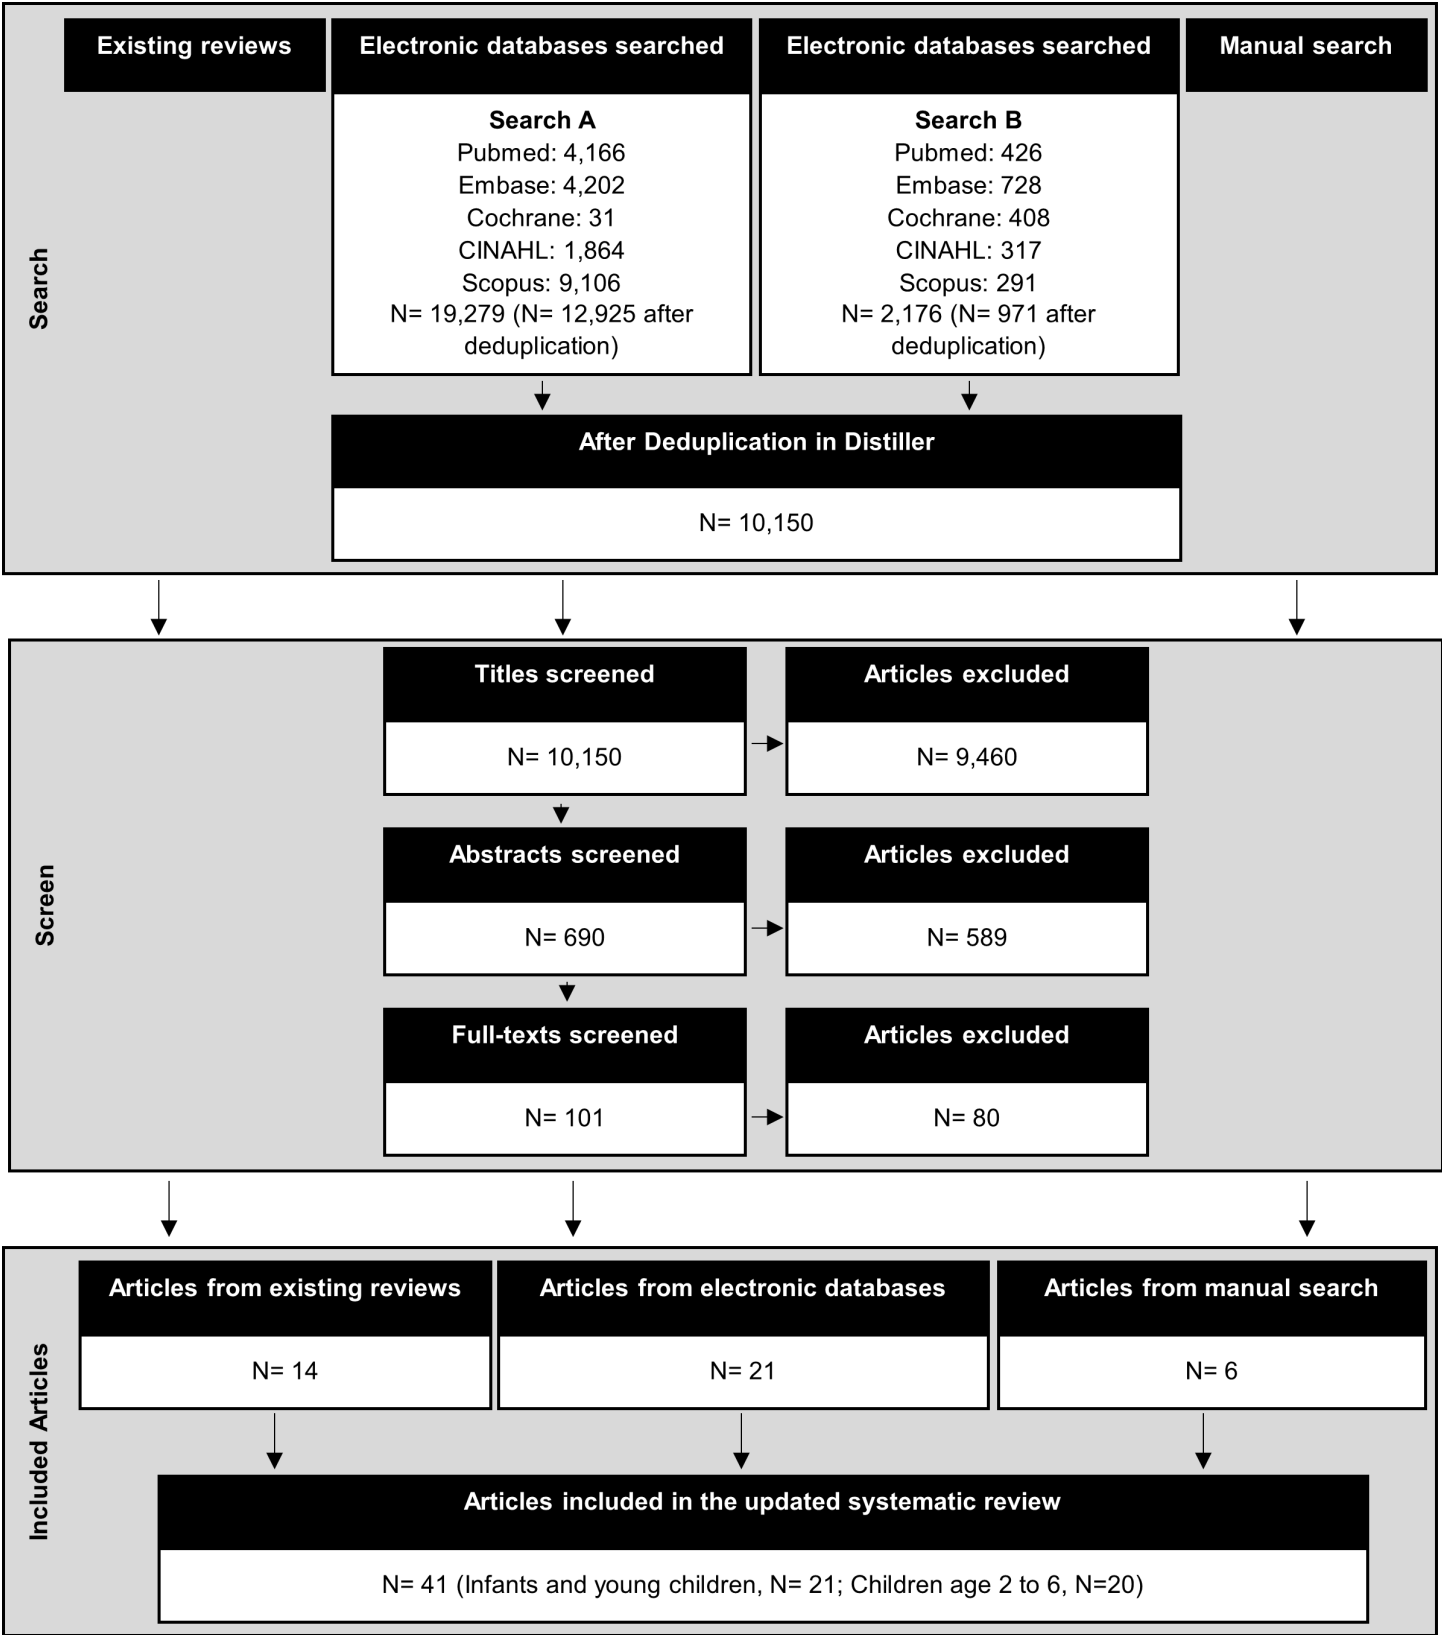 Existing reviews
Electronic databases searched
Electronic databases searched
Manual search
Search
Search A
Pubmed: 4,166
Embase: 4,202
Cochrane: 31
CINAHL: 1,864
Scopus: 9,106
N= 19,279 (N= 12,925 after
deduplication)
Search B
Pubmed: 426
Embase: 728
Cochrane: 408
CINAHL: 317
Scopus: 291
N= 2,176 (N= 971 after
deduplication)
After Deduplication in Distiller
N= 10,150
Screen
Titles screened
N= 10,150
Articles excluded
N= 9,460
Abstracts screened
N= 690
Articles excluded
N= 589
Full-texts screened
N= 101
Articles excluded
N= 80
Included Articles
Articles from existing reviews
N= 14
Articles from electronic databases
N= 21
Articles from manual search
N= 6
Articles included in the updated systematic review
N= 41 (Infants and young children, N= 21; Children age 2 to 6, N=20)